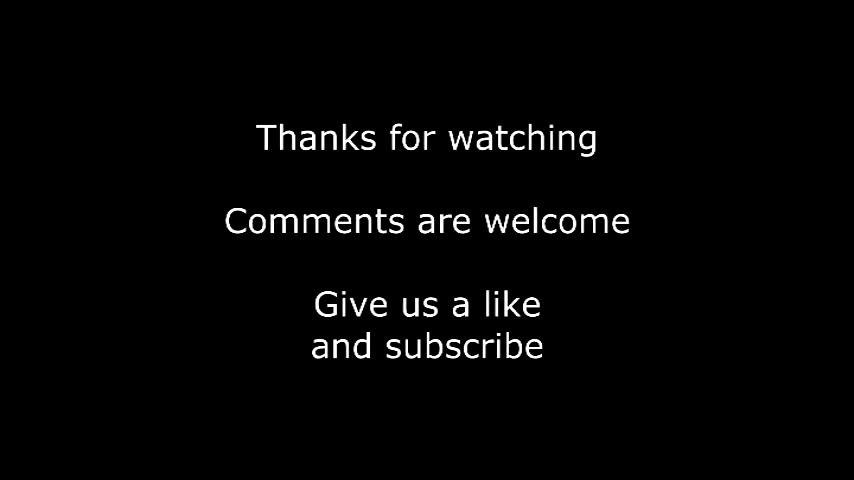 Thanks for watching
Comments are welcome
Give us a like
and subscribe